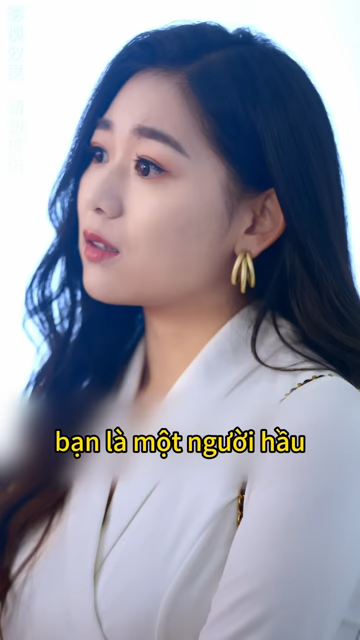 bạn là một người hầu